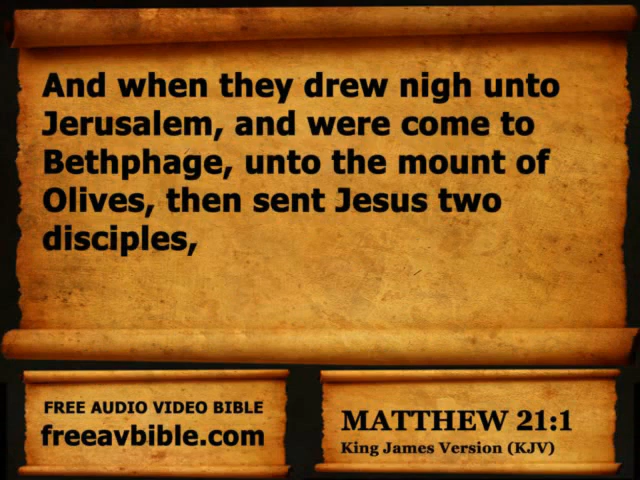 And when they drew nigh unto
Jerusalem, and were come to
Bethphage, unto the mount of
Olives, then sent Jesus two
disciples,
FREE AUDIO VIDEO BIBLE
freeavbible.com
MATTHEW 21:1
King James Version (KJV)